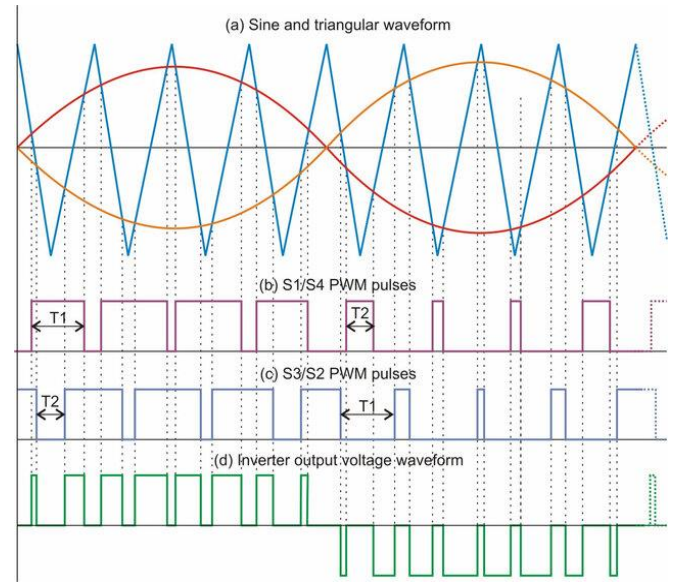 (a) Sine and triangular waveform
(b) S1/S4 PWM pulses
T1
T2
(c) S3/S2 PWM pulses
T2
T1
(d) Inverter output voltage waveform